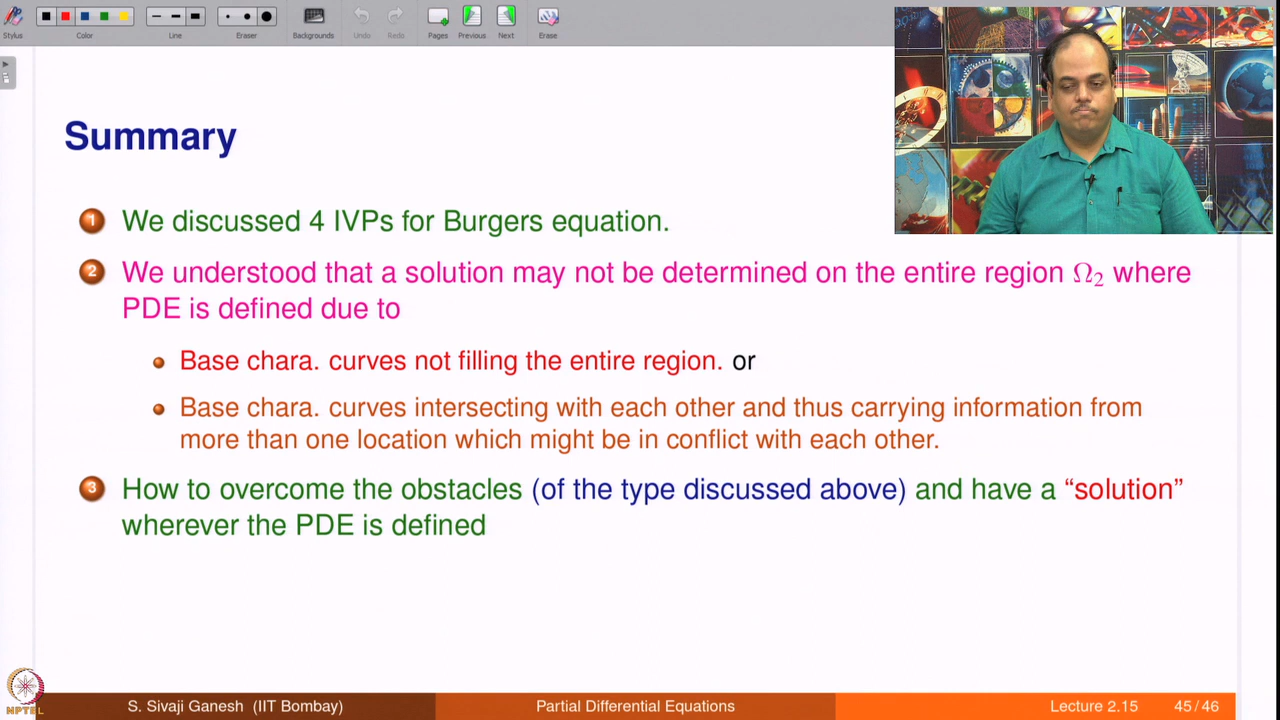 Stylus
Color
Line
Eraser
Backgrounds
Undo
Redo
Pages
Previous
Next
Erase
Summary
1 We discussed 4 IVPs for Burgers equation.
2 We understood that a solution may not be determined on the entire region Ω₂ where
PDE is defined due to
Base chara. curves not filling the entire region. or
Base chara. curves intersecting with each other and thus carrying information from
more than one location which might be in conflict with each other.
3 How to overcome the obstacles (of the type discussed above) and have a “solution”
wherever the PDE is defined
NPTEL
S. Sivaji Ganesh (IIT Bombay)
Partial Differential Equations
Lecture 2.15
45/46